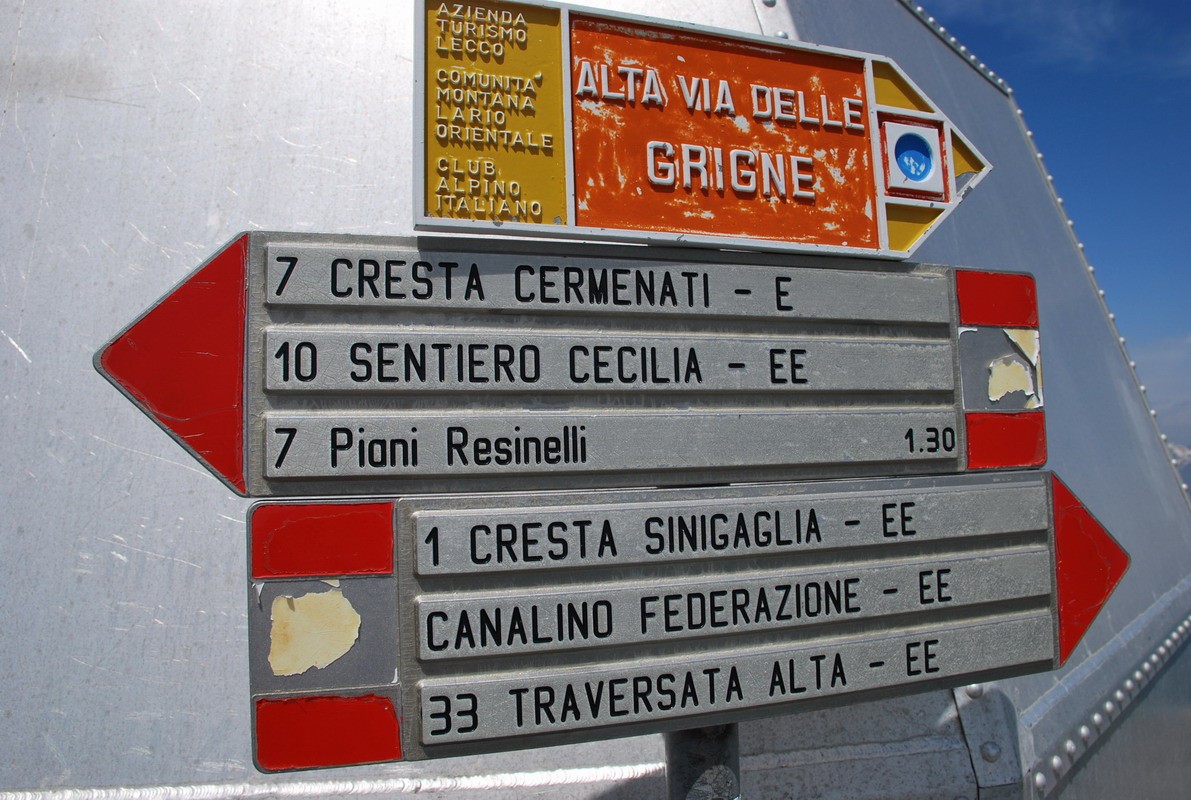 AZIENDA
TURISMO
LECCO
COMUNITA'
MONTANA
LARIO
ORIENTALE
CLUB
ALPINO
ITALIANO
ALTA VIA DELLE
GRIGNE
7 CRESTA CERMENATI - E
10 SENTIERO CECILIA - EE
7 Piani Resinelli 1.30
1 CRESTA SINIGAGLIA - EE
CANALINO FEDERAZIONE - EE
33 TRAVERSATA ALTA - EE